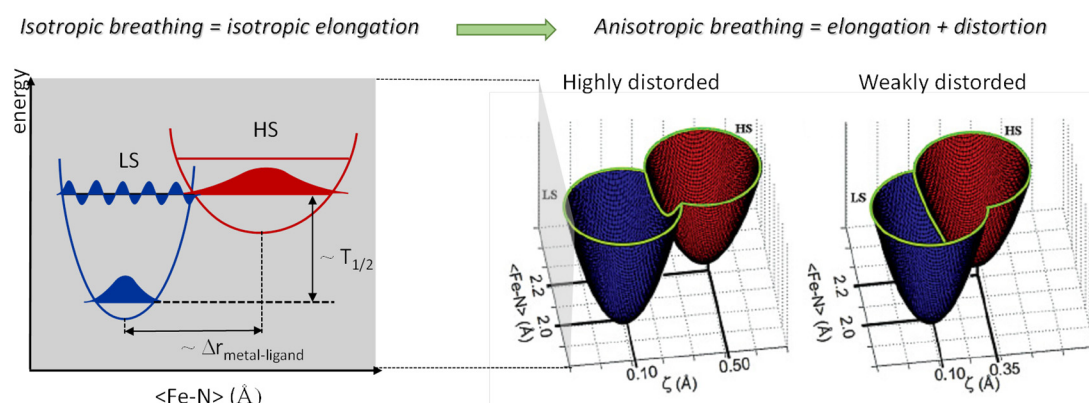 Isotropic breathing = isotropic elongation
Anisotropic breathing = elongation + distortion
energy
LS
HS
~ T1/2
~ Δrmetal-ligand
<Fe-N> (Å)
Highly distorded
LS
HS
<Fe-N> (Å)
2.2
2.0
0.10
0.50
ζ (Å)
Weakly distorded
LS
HS
<Fe-N> (Å)
2.2
2.0
0.10
0.35
ζ (Å)